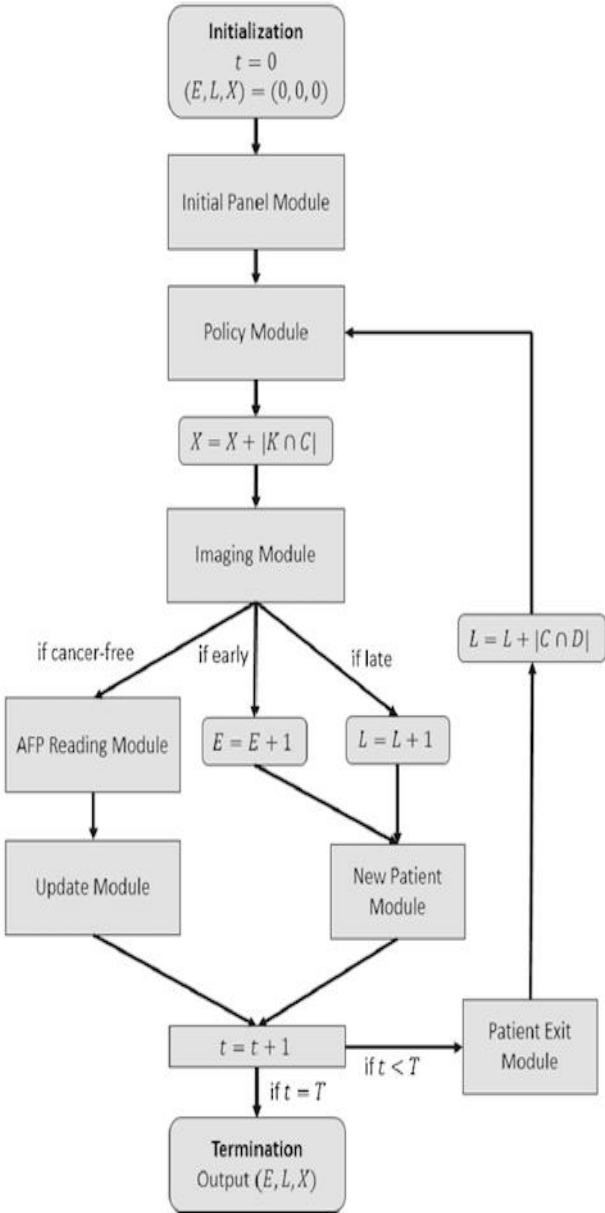 Initialization
t = 0
(E, L, X) = (0, 0, 0)
Initial Panel Module
Policy Module
X = X + |K ∩ C|
Imaging Module
if cancer-free
if early
if late
L = L + |C ∩ D|
AFP Reading Module
E = E + 1
L = L + 1
Update Module
New Patient
Module
t = t + 1
if t < T
Patient Exit
Module
if t = T
Termination
Output (E, L, X)